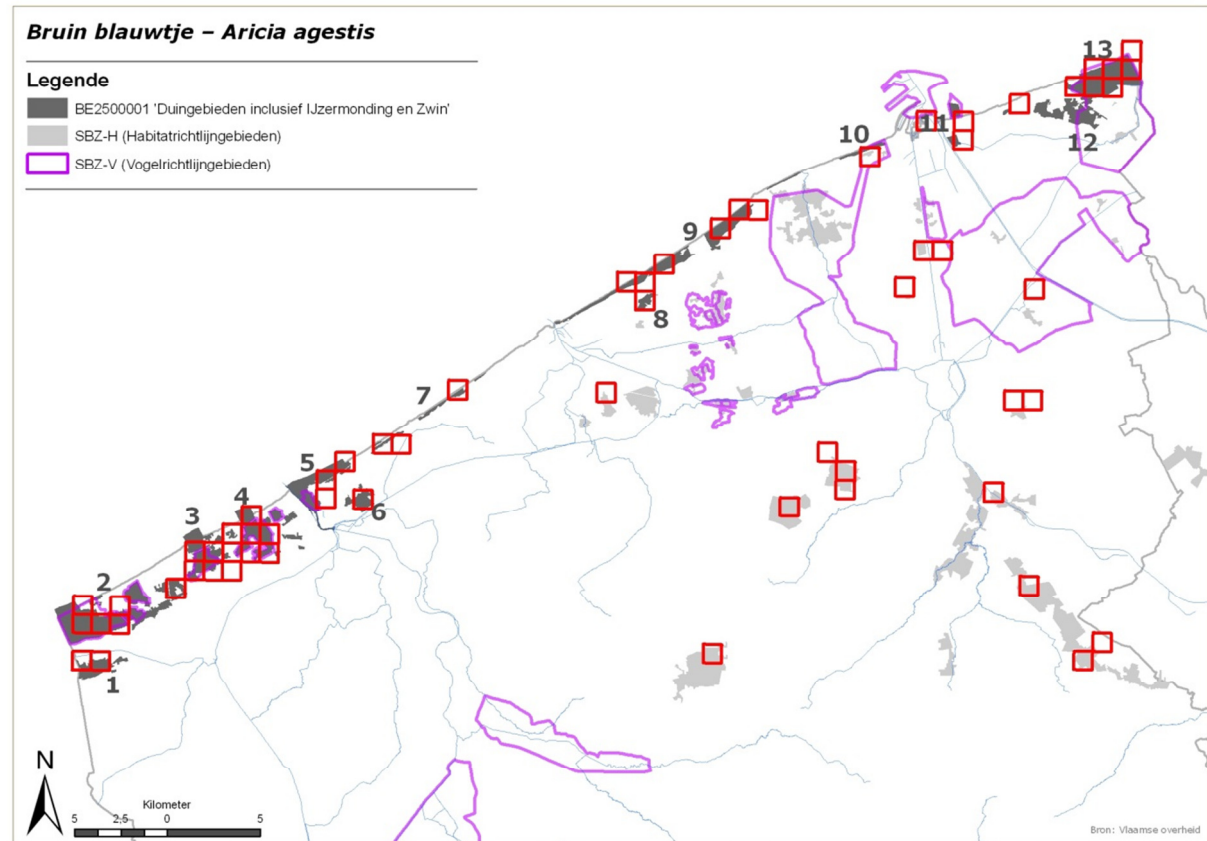 Bruin blauwtje – Aricia agestis
Legende
BE2500001 'Duingebieden inclusief IJzermonding en Zwin'
SBZ-H (Habitatrichtlijngebieden)
SBZ-V (Vogelrichtlijngebieden)
13
12
11
10
9
8
7
5
6
4
3
2
1
N
Kilometer
5 2,5 0 5
Bron: Vlaamse overheid